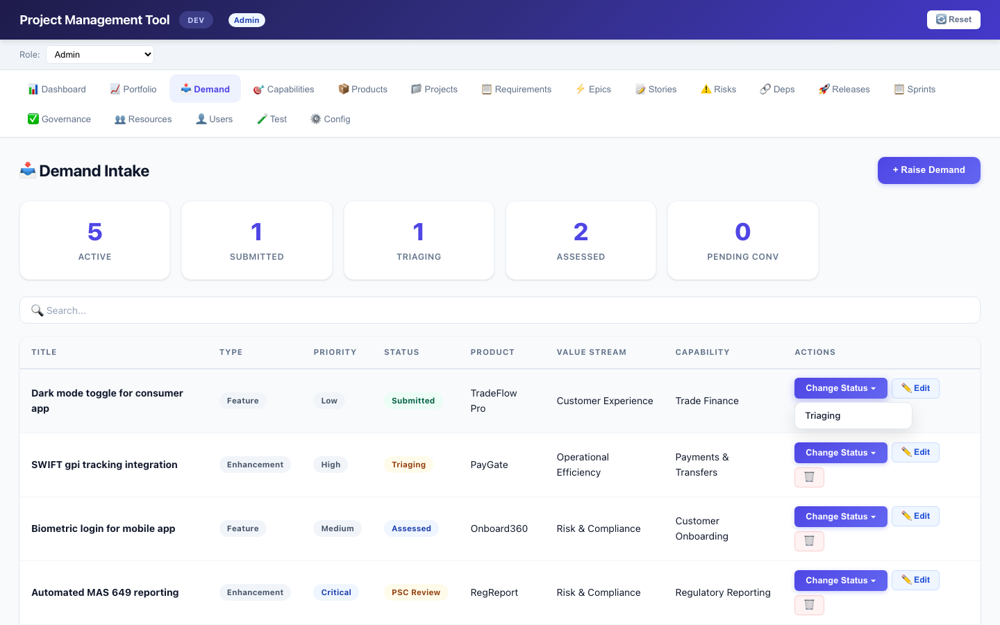 Project Management Tool DEV Admin Reset
Role: Admin
Dashboard Portfolio Demand Capabilities Products Projects Requirements Epics Stories Risks Deps Releases Sprints
Governance Resources Users Test Config
Demand Intake + Raise Demand
5 1 1 2 0
ACTIVE SUBMITTED TRIAGING ASSESSED PENDING CONV
Search...
TITLE TYPE PRIORITY STATUS PRODUCT VALUE STREAM CAPABILITY ACTIONS
Dark mode toggle for consumer
app
Feature Low Submitted
TradeFlow
Pro
Customer Experience Trade Finance Change Status Edit
Triaging
SWIFT gpi tracking integration Enhancement High Triaging PayGate
Operational
Efficiency
Payments &
Transfers
Change Status Edit
Biometric login for mobile app Feature Medium Assessed Onboard360 Risk & Compliance
Customer
Onboarding
Change Status Edit
Automated MAS 649 reporting Enhancement Critical PSC Review RegReport Risk & Compliance Regulatory Reporting Change Status Edit